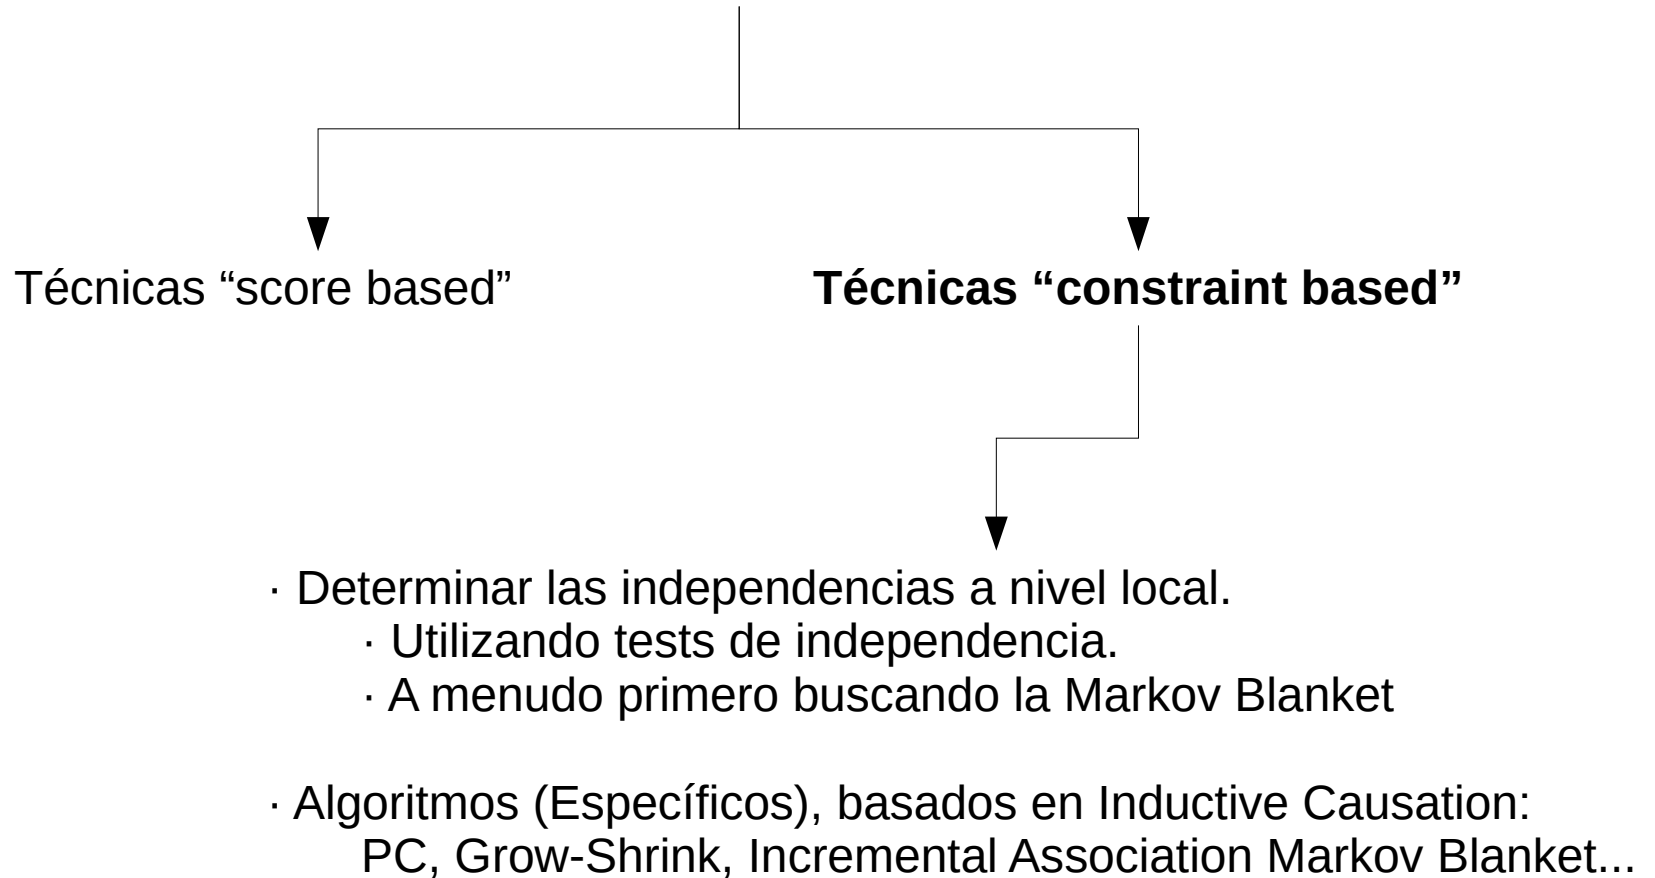 Técnicas “score based”
Técnicas “constraint based”
· Determinar las independencias a nivel local.
· Utilizando tests de independencia.
· A menudo primero buscando la Markov Blanket
· Algoritmos (Específicos), basados en Inductive Causation:
PC, Grow-Shrink, Incremental Association Markov Blanket...